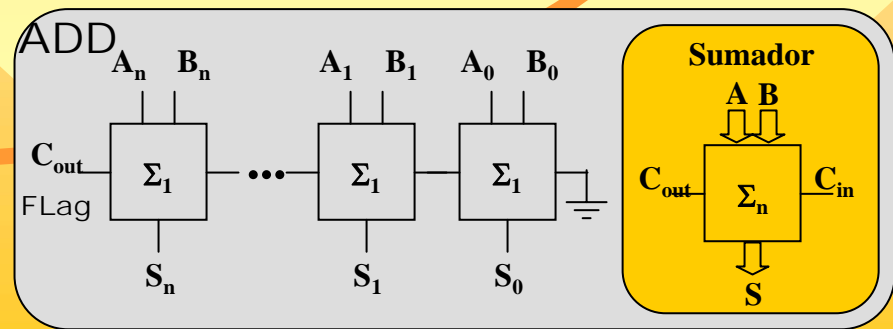 ADD
Aₙ Bₙ A₁ B₁ A₀ B₀
Cₒᵤₜ Σ₁ ••• Σ₁ Σ₁
FLag
Sₙ S₁ S₀
Sumador
A B
Cₒᵤₜ Σₙ Cᵢₙ
S